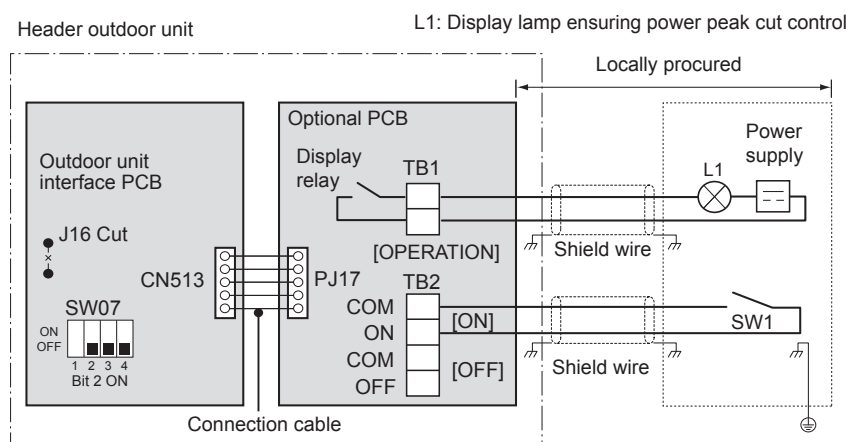 Header outdoor unit
L1: Display lamp ensuring power peak cut control
Locally procured
Outdoor unit
interface PCB
J16 Cut
×
CN513
SW07
ON
OFF
1 2 3 4
Bit 2 ON
Connection cable
Optional PCB
Display
relay
TB1
[OPERATION]
PJ17
TB2
COM
ON
[ON]
COM
OFF
[OFF]
Shield wire
Shield wire
L1
Power
supply
SW1